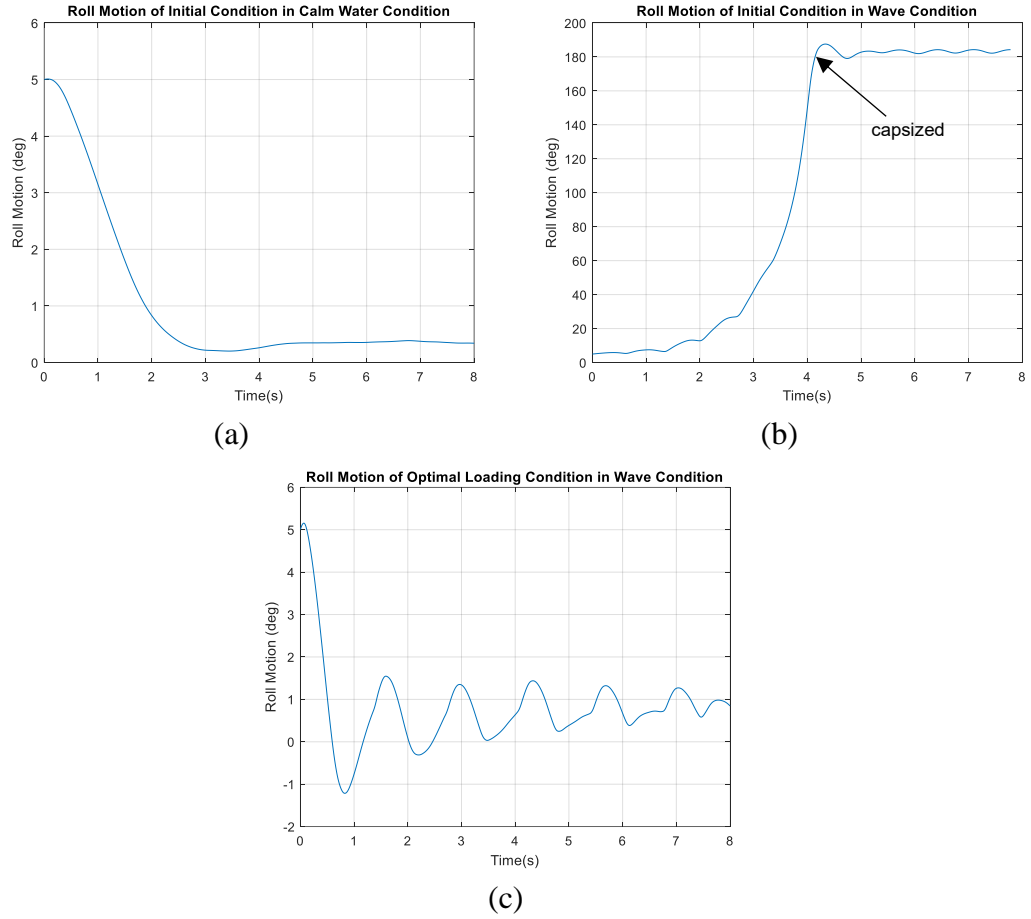 Roll Motion of Initial Condition in Calm Water Condition
6
5
4
3
2
1
0
Roll Motion (deg)
0 1 2 3 4 5 6 7 8
Time(s)
(a)
Roll Motion of Initial Condition in Wave Condition
200
180
160
140
120
100
80
60
40
20
0
Roll Motion (deg)
capsized
0 1 2 3 4 5 6 7 8
Time(s)
(b)
Roll Motion of Optimal Loading Condition in Wave Condition
6
5
4
3
2
1
0
-1
-2
Roll Motion (deg)
0 1 2 3 4 5 6 7 8
Time(s)
(c)